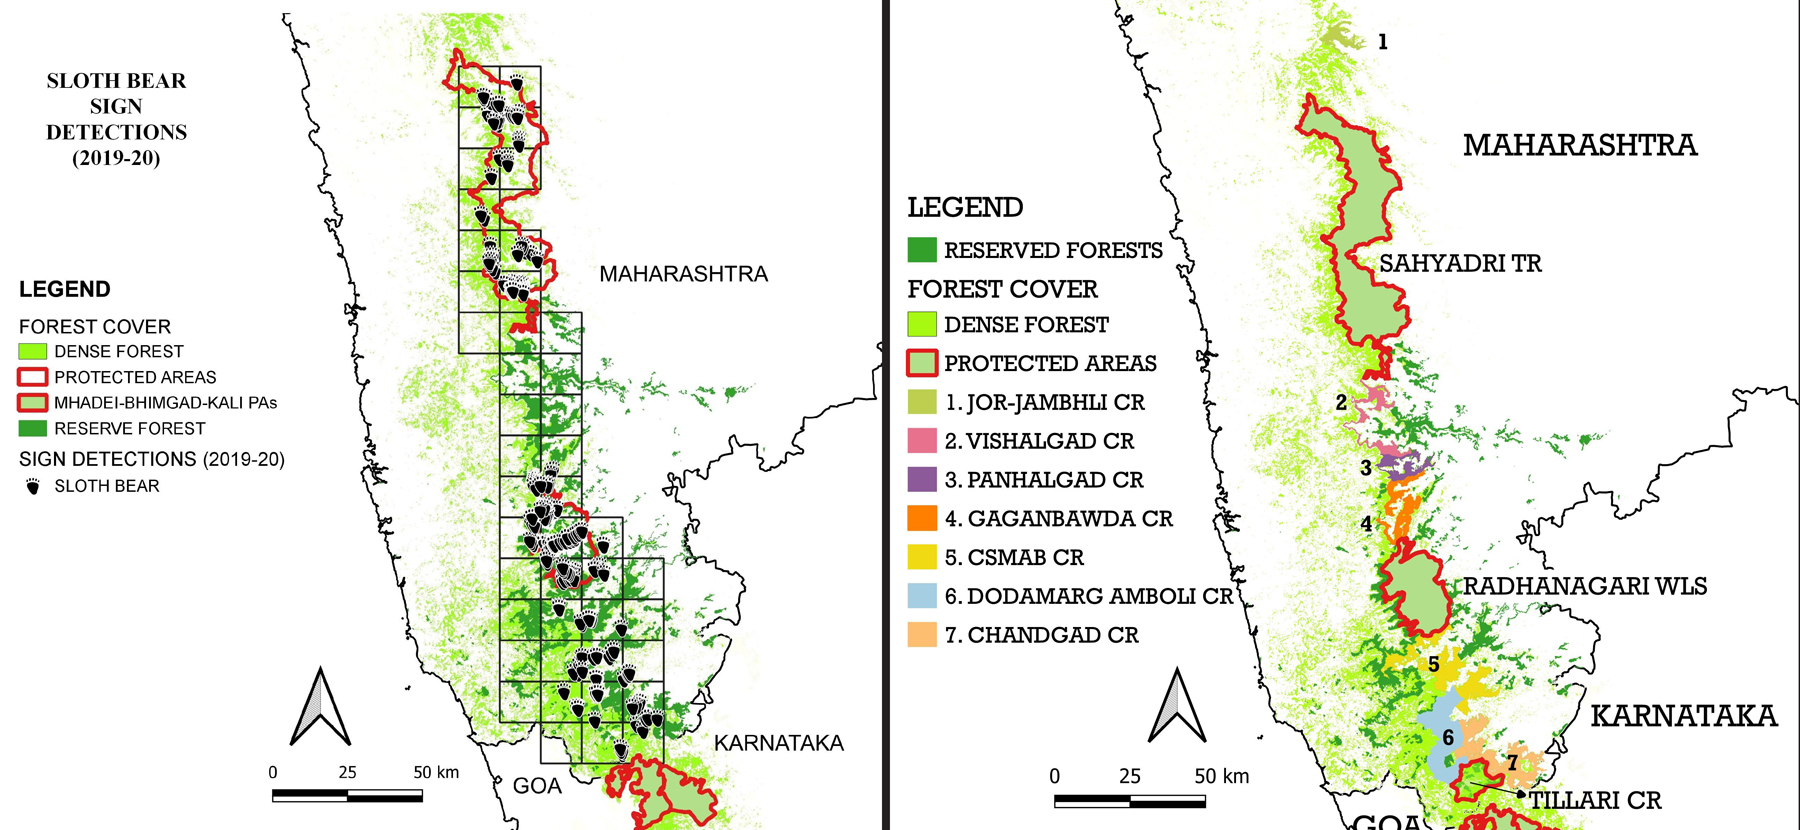 SLOTH BEAR
SIGN
DETECTIONS
(2019-20)
MAHARASHTRA
LEGEND
FOREST COVER
DENSE FOREST
PROTECTED AREAS
MHADEI-BHIMGAD-KALI PAs
RESERVE FOREST
SIGN DETECTIONS (2019-20)
SLOTH BEAR
KARNATAKA
GOA
0 25 50 km
1
MAHARASHTRA
LEGEND
RESERVED FORESTS
SAHYADRI TR
FOREST COVER
DENSE FOREST
PROTECTED AREAS
1. JOR-JAMBHLI CR
2
2. VISHALGAD CR
3
3. PANHALGAD CR
4. GAGANBAWDA CR
4
5. CSMAB CR
6. DODAMARG AMBOLI CR
RADHANAGARI WLS
7. CHANDGAD CR
5
KARNATAKA
6
7
0 25 50 km
TILLARI CR
GOA